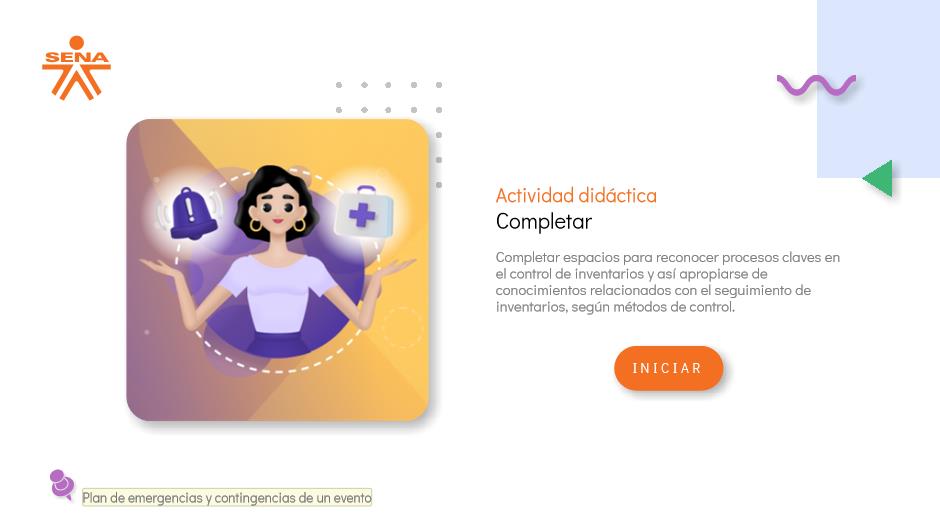 SENA
Actividad didáctica
Completar
Completar espacios para reconocer procesos claves en
el control de inventarios y así apropiarse de
conocimientos relacionados con el seguimiento de
inventarios, según métodos de control.
INICIAR
Plan de emergencias y contingencias de un evento